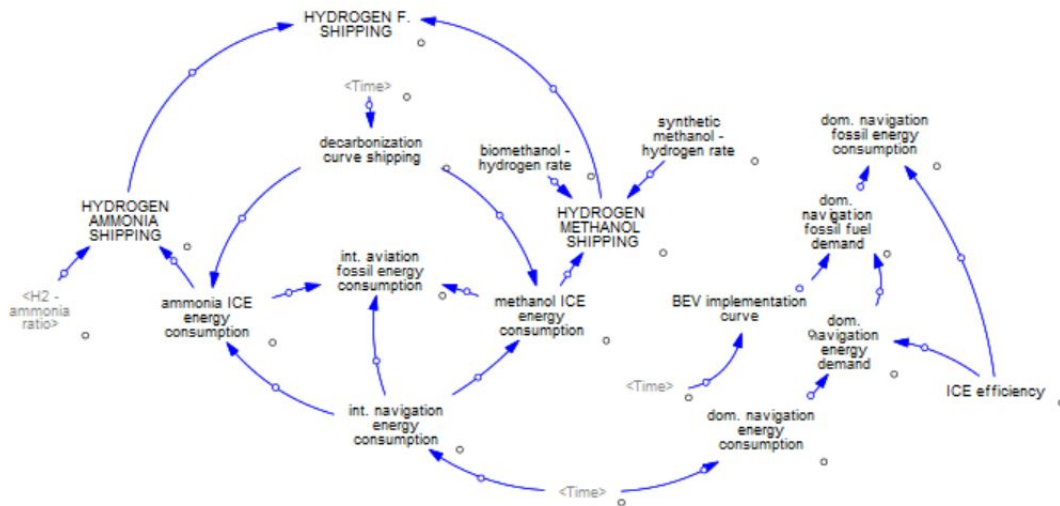 HYDROGEN F.
SHIPPING
<Time>
decarbonization
curve shipping
biomethanol -
hydrogen rate
synthetic
methanol -
hydrogen rate
dom. navigation
fossil energy
consumption
HYDROGEN
AMMONIA
SHIPPING
HYDROGEN
METHANOL
SHIPPING
dom.
navigation
fossil fuel
demand
int. aviation
fossil energy
consumption
<H2 -
ammonia
ratio>
ammonia ICE
energy
consumption
methanol ICE
energy
consumption
BEV implementation
curve
dom.
navigation
energy
demand
<Time>
ICE efficiency
int. navigation
energy
consumption
dom. navigation
energy
consumption
<Time>